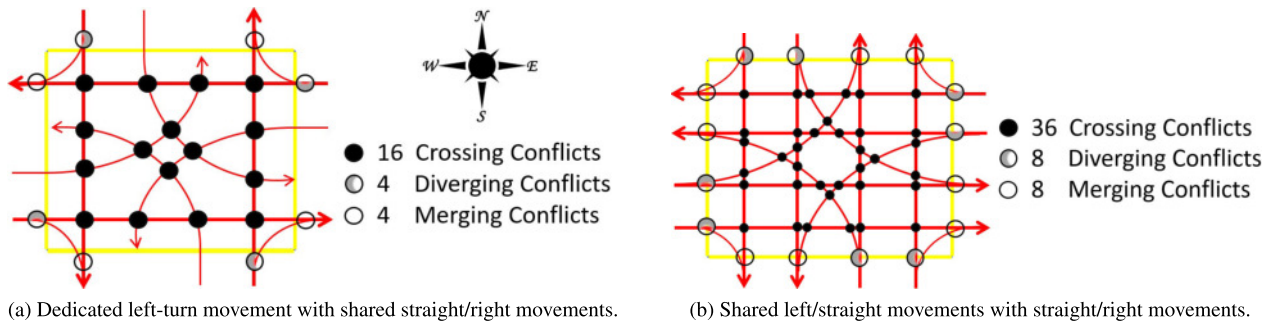 N
W E
S
16 Crossing Conflicts
4 Diverging Conflicts
4 Merging Conflicts
(a) Dedicated left-turn movement with shared straight/right movements.
36 Crossing Conflicts
8 Diverging Conflicts
8 Merging Conflicts
(b) Shared left/straight movements with straight/right movements.